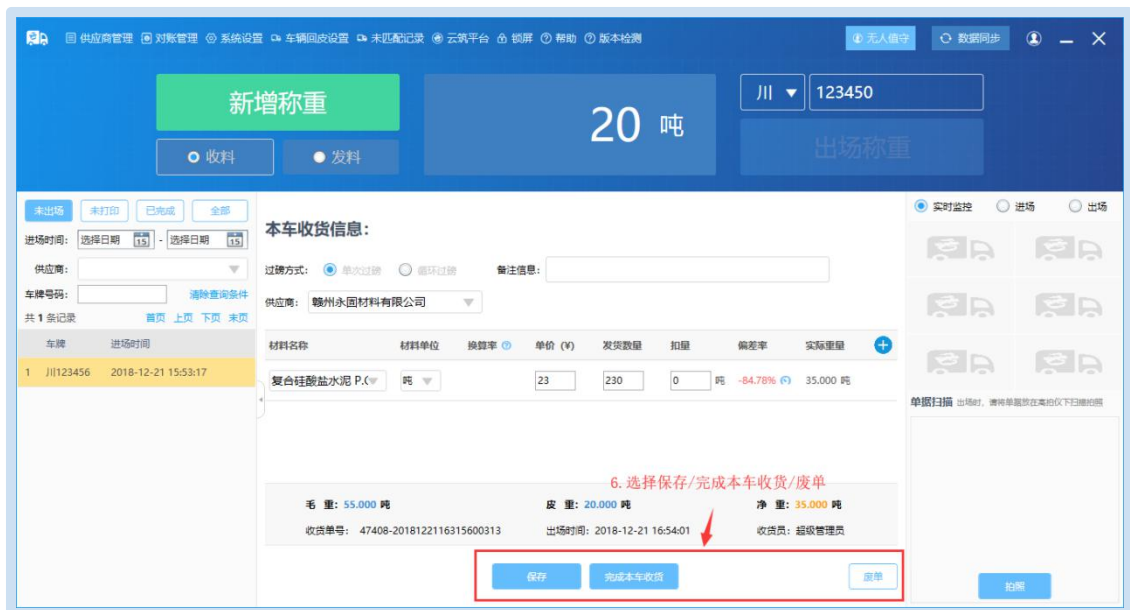 供应商管理 对账管理 系统设置 车辆回皮设置 未匹配记录 云筑平台 锁屏 帮助 版本检测 无人值守 数据同步
新增称重
收料 发料
20 吨
川 123450
出场称重
未出场 未打印 已完成 全部
进场时间: 选择日期 15 - 选择日期 15
供应商:
车牌号码: 清除查询条件
共 1 条记录 首页 上页 下页 末页
车牌 进场时间
1 川123456 2018-12-21 15:53:17
本车收货信息:
过磅方式: 单次过磅 循环过磅 备注信息:
供应商: 赣州永固材料有限公司
材料名称 材料单位 换算率 单价 (¥) 发货数量 扣量 偏差率 实际重量
复合硅酸盐水泥 P.( 吨 23 230 0 吨 -84.78% 35.000 吨
6. 选择保存/完成本车收货/废单
毛 重: 55.000 吨 皮 重: 20.000 吨 净 重: 35.000 吨
收货单号: 47408-2018122116315600313 出场时间: 2018-12-21 16:54:01 收货员: 超级管理员
保存 完成本车收货 废单
实时监控 进场 出场
单据扫描 出场时, 请将单据放在高拍仪下扫描拍照
拍照